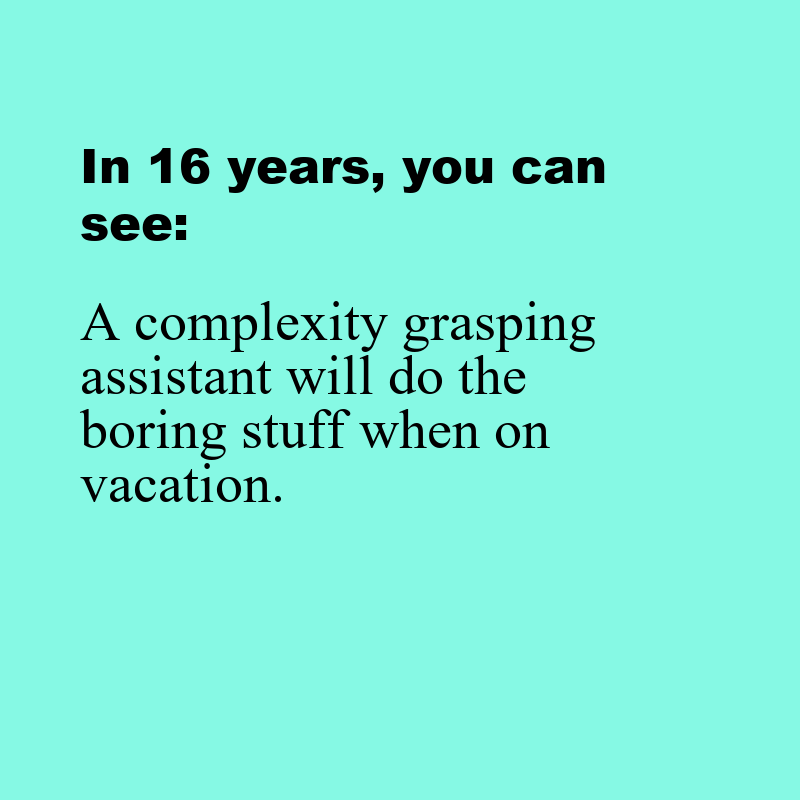 In 16 years, you can
see:
A complexity grasping
assistant will do the
boring stuff when on
vacation.